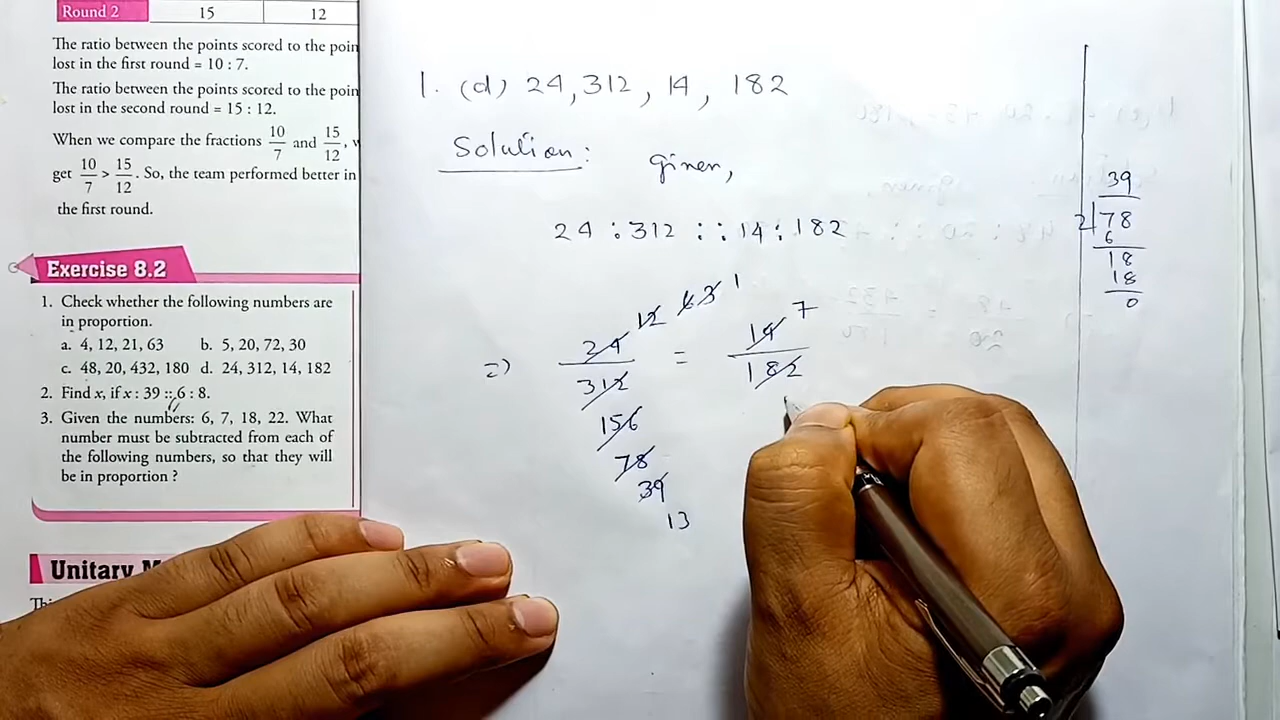 Round 2 15 12
The ratio between the points scored to the poin
lost in the first round = 10 : 7.
The ratio between the points scored to the points
lost in the second round = 15 : 12.
When we compare the fractions 10/7 and 15/12,
get 10/7 > 15/12. So, the team performed better in
the first round.
Exercise 8.2
1. Check whether the following numbers are
in proportion.
a. 4, 12, 21, 63 b. 5, 20, 72, 30
c. 48, 20, 432, 180 d. 24, 312, 14, 182
2. Find x, if x : 39 :: 6 : 8.
3. Given the numbers: 6, 7, 18, 22. What
number must be subtracted from each of
the following numbers, so that they will
be in proportion ?
Unitary
1. (d) 24, 312, 14, 182
Solution: given,
24 : 312 :: 14 : 182
12 6 3 1
=> 24/312 = 14/182 7
156
78
39
13
39
2 78
6
18
18
0